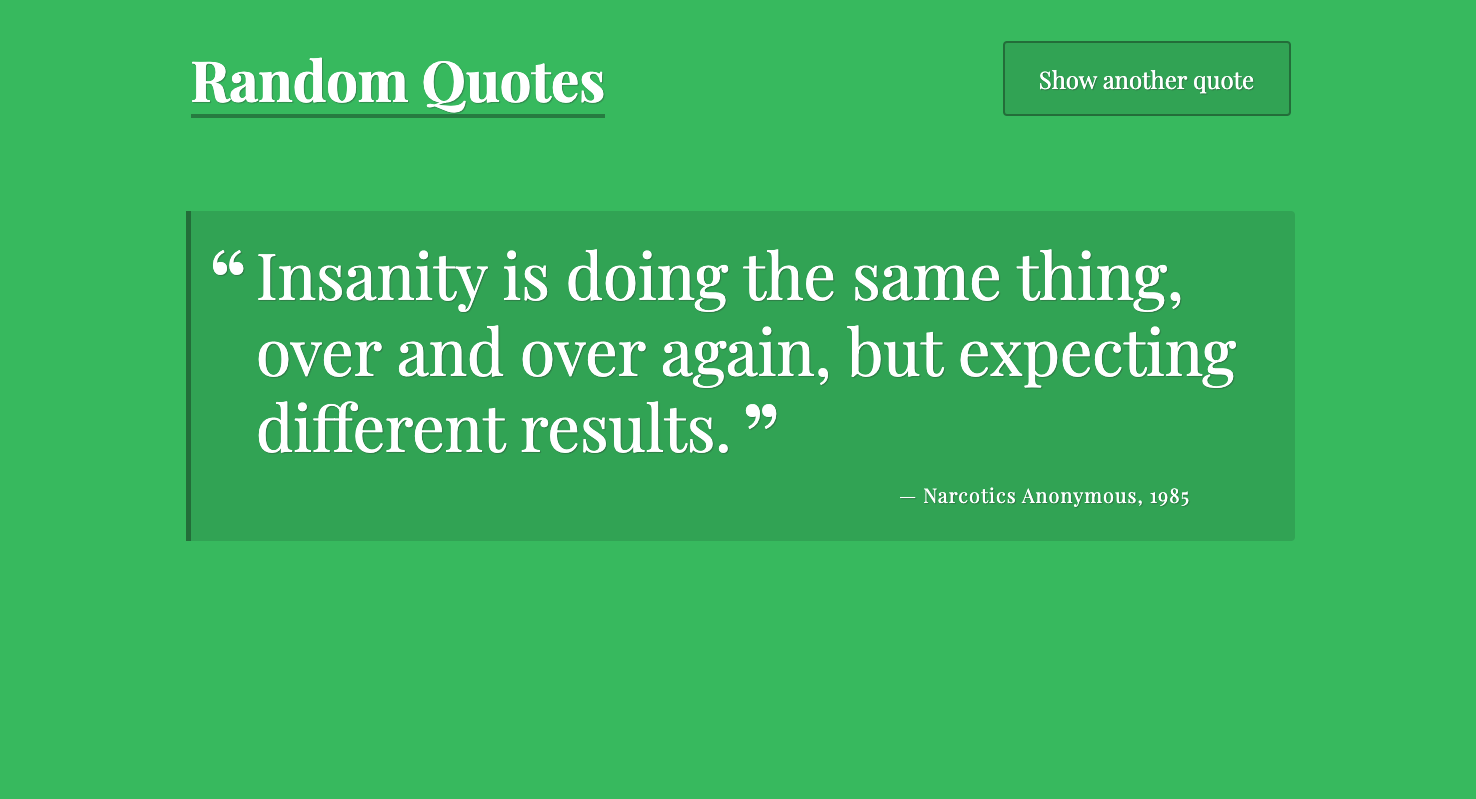 Random Quotes
Show another quote
“ Insanity is doing the same thing,
over and over again, but expecting
different results. ”
— Narcotics Anonymous, 1985